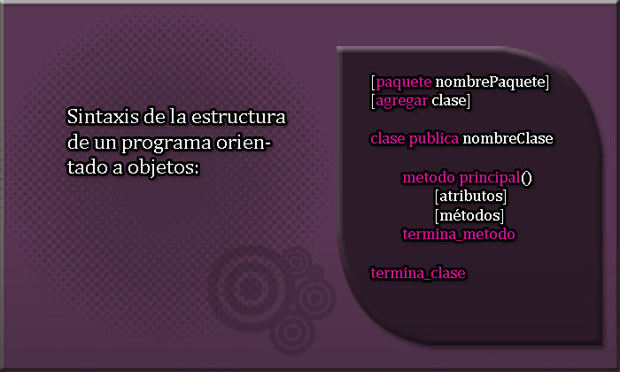 Sintaxis de la estructura
de un programa orien-
tado a objetos:
[paquete nombrePaquete]
[agregar clase]
clase publica nombreClase
metodo principal()
[atributos]
[métodos]
termina_metodo
termina_clase